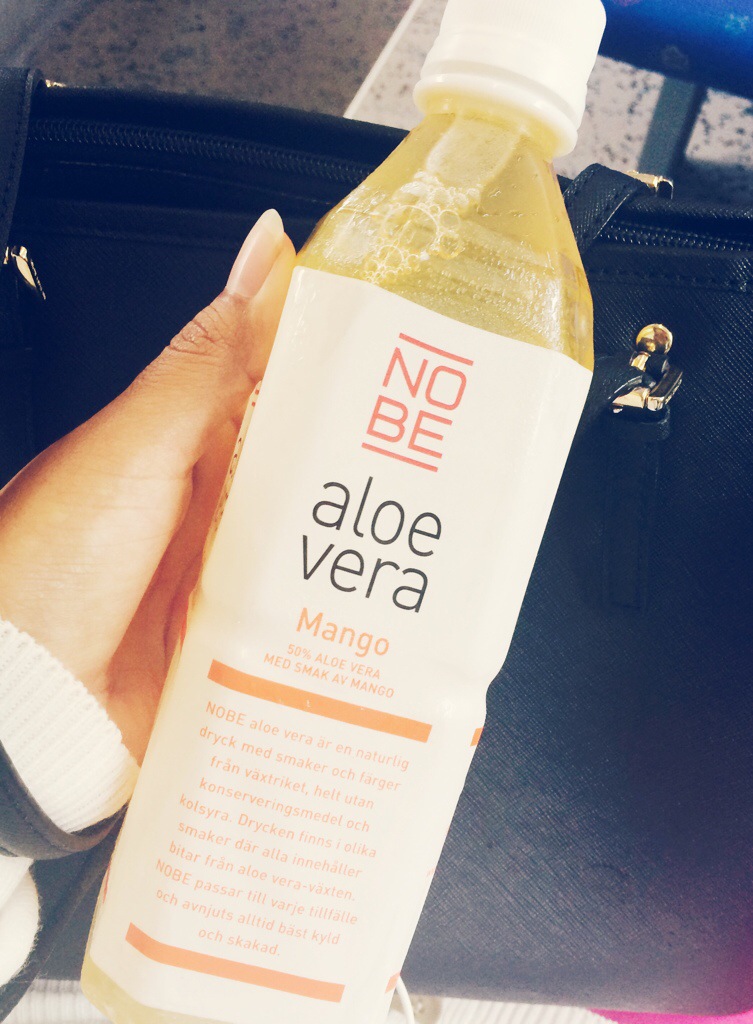 NO
BE
aloe
vera
Mango
50% ALOE VERA
MED SMAK AV MANGO
NOBE aloe vera är en naturlig
dryck med smaker och färger
från växtriket, helt utan
konserveringsmedel och
kolsyra. Drycken finns i olika
smaker där alla innehåller
bitar från aloe vera-växten.
NOBE passar till varje tillfälle
och avnjuts alltid bäst kyld
och skakad.